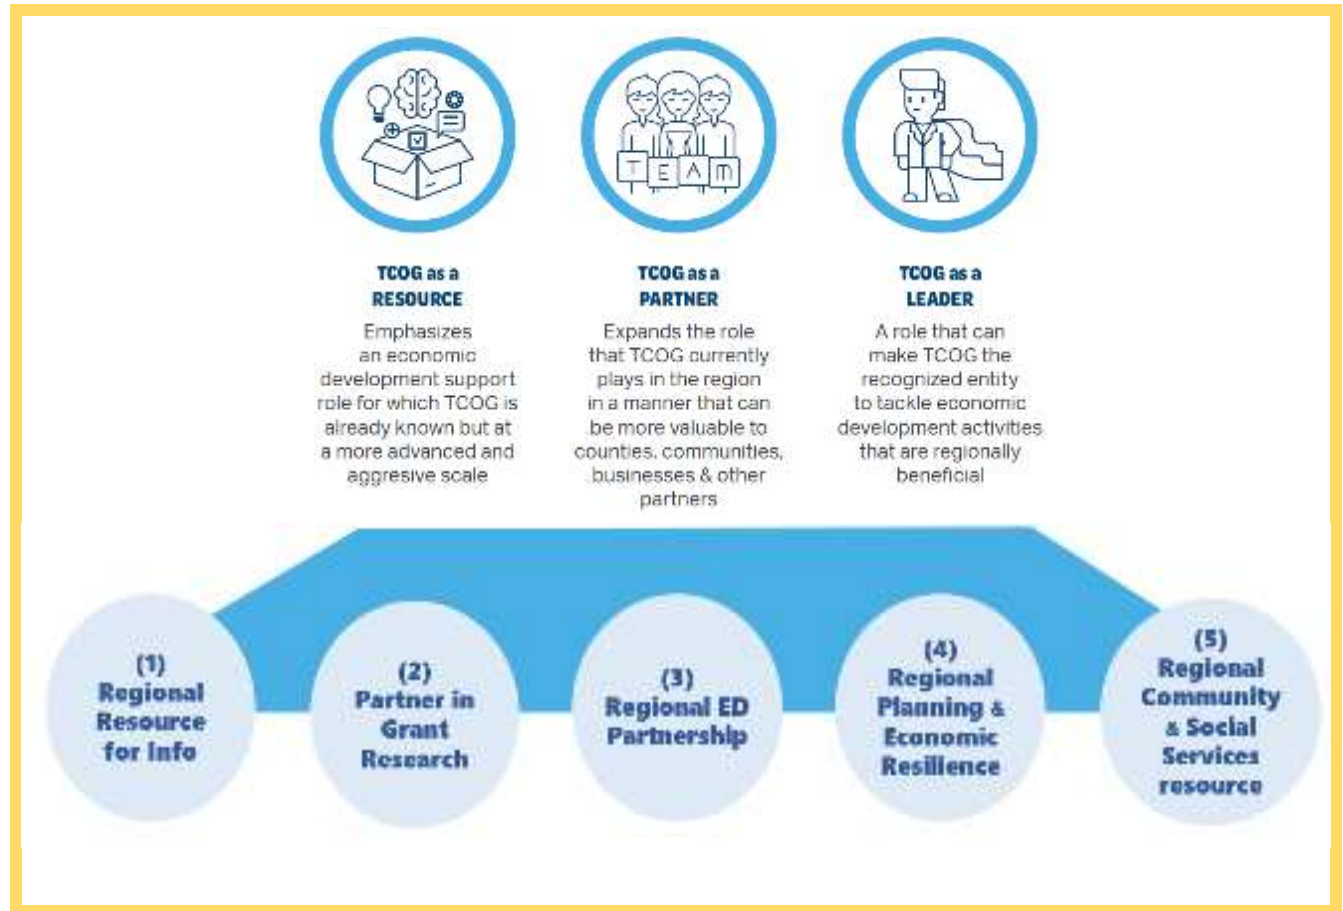 T E A M
TCOG as a
RESOURCE
Emphasizes
an economic
development support
role for which TCOG is
already known but at
a more advanced and
aggresive scale
TCOG as a
PARTNER
Expands the role
that TCOG currently
plays in the region
in a manner that can
be more valuable to
counties, communities,
businesses & other
partners
TCOG as a
LEADER
A role that can
make TCOG the
recognized entity
to tackle economic
development activities
that are regionally
beneficial
(1)
Regional
Resource
for Info
(2)
Partner in
Grant
Research
(3)
Regional ED
Partnership
(4)
Regional
Planning &
Economic
Resilience
(5)
Regional
Community
& Social
Services
resource